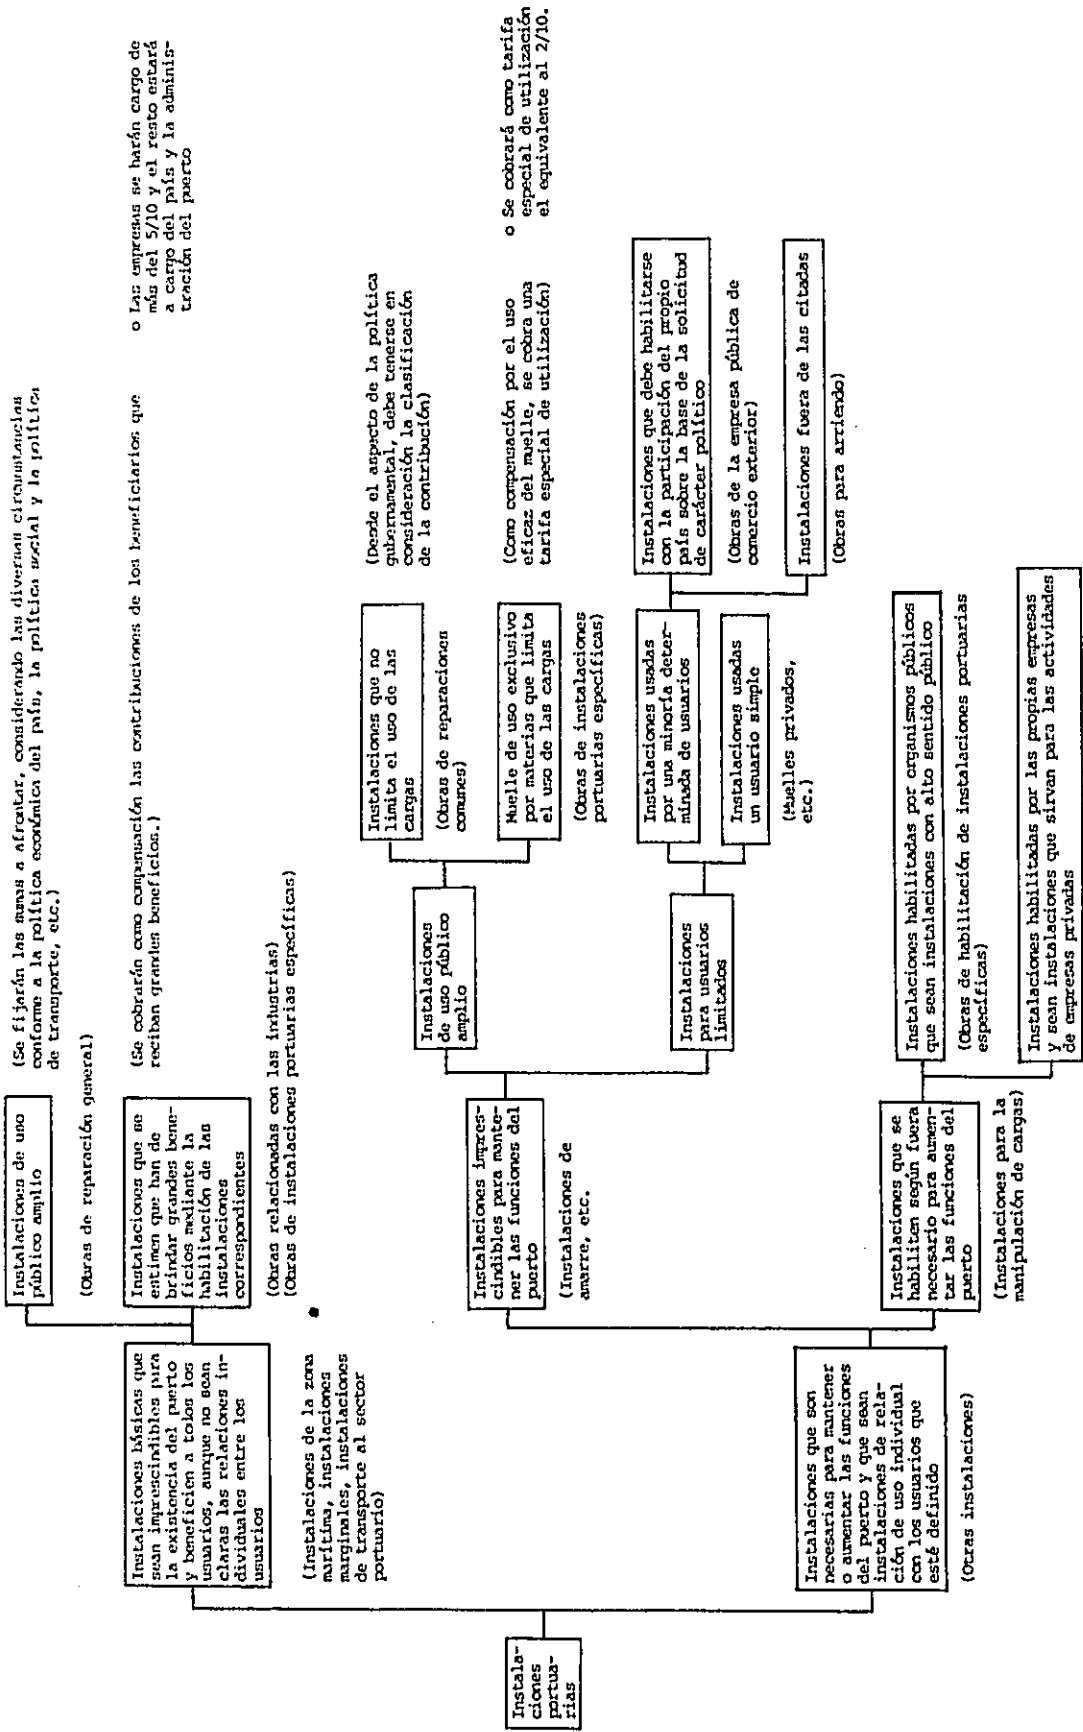 Instala-
ciones
portua-
rias
Instalaciones básicas que
sean imprescindibles para
la existencia del puerto
y beneficien a todos los
usuarios, aunque no sean
claras las relaciones in-
dividuales entre los
usuarios
(Instalaciones de la zona
marítima, instalaciones
marginales, instalaciones
de transporte al sector
portuario)
Instalaciones de uso
público amplio
(Obras de reparación general)
(Se fijarán las sumas a afrontar, considerando las diversas circunstancias
conforme a la política económica del país, la política social y la política
de transporte, etc.)
Instalaciones que se
estimen que han de
brindar grandes bene-
ficios mediante la
habilitación de las
instalaciones
correspondientes
(Obras relacionadas con las industrias)
(Obras de instalaciones portuarias específicas)
(Se cobrarán como compensación las contribuciones de los beneficiarios que
reciban grandes beneficios.)
o Las empresas se harán cargo de
más del 5/10 y el resto estará
a cargo del país y la adminis-
tración del puerto
Instalaciones que son
necesarias para mantener
o aumentar las funciones
del puerto y que sean
instalaciones de rela-
ción de uso individual
con los usuarios que
esté definido
(Otras instalaciones)
Instalaciones impres-
cindibles para mante-
ner las funciones del
puerto
(Instalaciones de
amarre, etc.
Instalaciones
de uso público
amplio
Instalaciones que no
limita el uso de las
cargas
(Obras de reparaciones
comunes)
(Desde el aspecto de la política
gubernamental, debe tenerse en
consideración la clasificación
de la contribución)
Muelle de uso exclusivo
por materias que limita
el uso de las cargas
(Obras de instalaciones
portuarias específicas)
(Como compensación por el uso
eficaz del muelle, se cobra una
tarifa especial de utilización)
o Se cobrará como tarifa
especial de utilización
el equivalente al 2/10.
Instalaciones
para usuarios
limitados
Instalaciones usadas
por una minoría deter-
minada de usuarios
Instalaciones que debe habilitarse
con la participación del propio
país sobre la base de la solicitud
de carácter político
(Obras de la empresa pública de
comercio exterior)
Instalaciones fuera de las citadas
(Obras para arriendo)
Instalaciones usadas
un usuario simple
(Muelles privados,
etc.)
Instalaciones que se
habiliten según fuera
necesario para aumen-
tar las funciones del
puerto
(Instalaciones para la
manipulación de cargas)
Instalaciones habilitadas por organismos públicos
que sean instalaciones con alto sentido público
(Obras de habilitación de instalaciones portuarias
específicas)
Instalaciones habilitadas por las propias empresas
y sean instalaciones que sirvan para las actividades
de empresas privadas